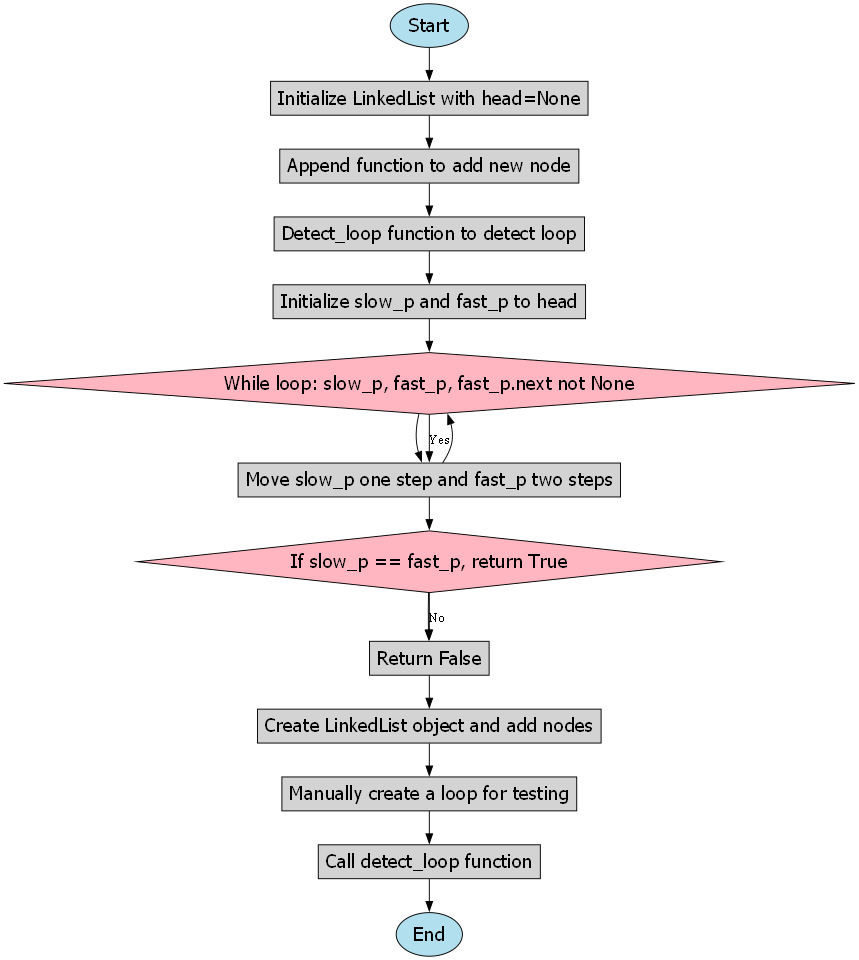 Start
Initialize LinkedList with head=None
Append function to add new node
Detect_loop function to detect loop
Initialize slow_p and fast_p to head
While loop: slow_p, fast_p, fast_p.next not None
Yes
Move slow_p one step and fast_p two steps
If slow_p == fast_p, return True
No
Return False
Create LinkedList object and add nodes
Manually create a loop for testing
Call detect_loop function
End